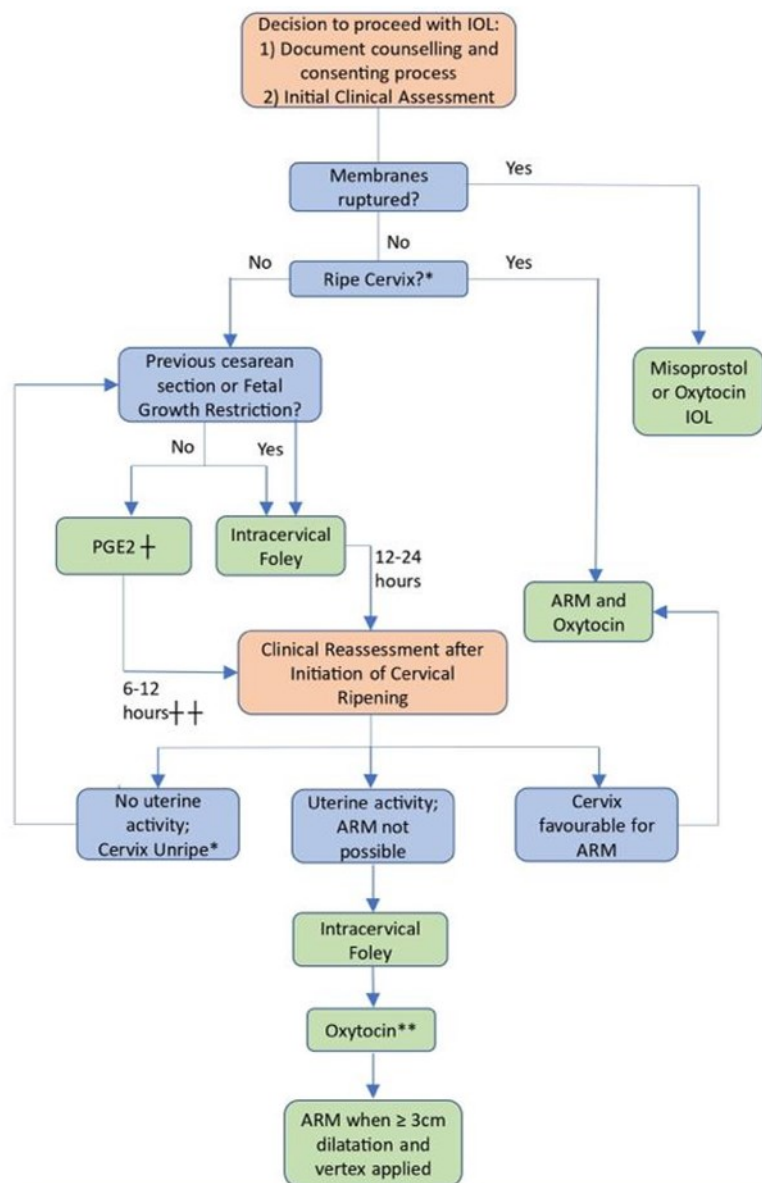 Decision to proceed with IOL:
1) Document counselling and
consenting process
2) Initial Clinical Assessment
Membranes
ruptured?
Yes
No
No
Ripe Cervix?*
Yes
Previous cesarean
section or Fetal
Growth Restriction?
Misoprostol
or Oxytocin
IOL
No
Yes
PGE2 ┼
Intracervical
Foley
12-24
hours
ARM and
Oxytocin
Clinical Reassessment after
Initiation of Cervical
Ripening
6-12
hours┼ ┼
No uterine
activity;
Cervix Unripe*
Uterine activity;
ARM not
possible
Cervix
favourable for
ARM
Intracervical
Foley
Oxytocin**
ARM when ≥ 3cm
dilatation and
vertex applied